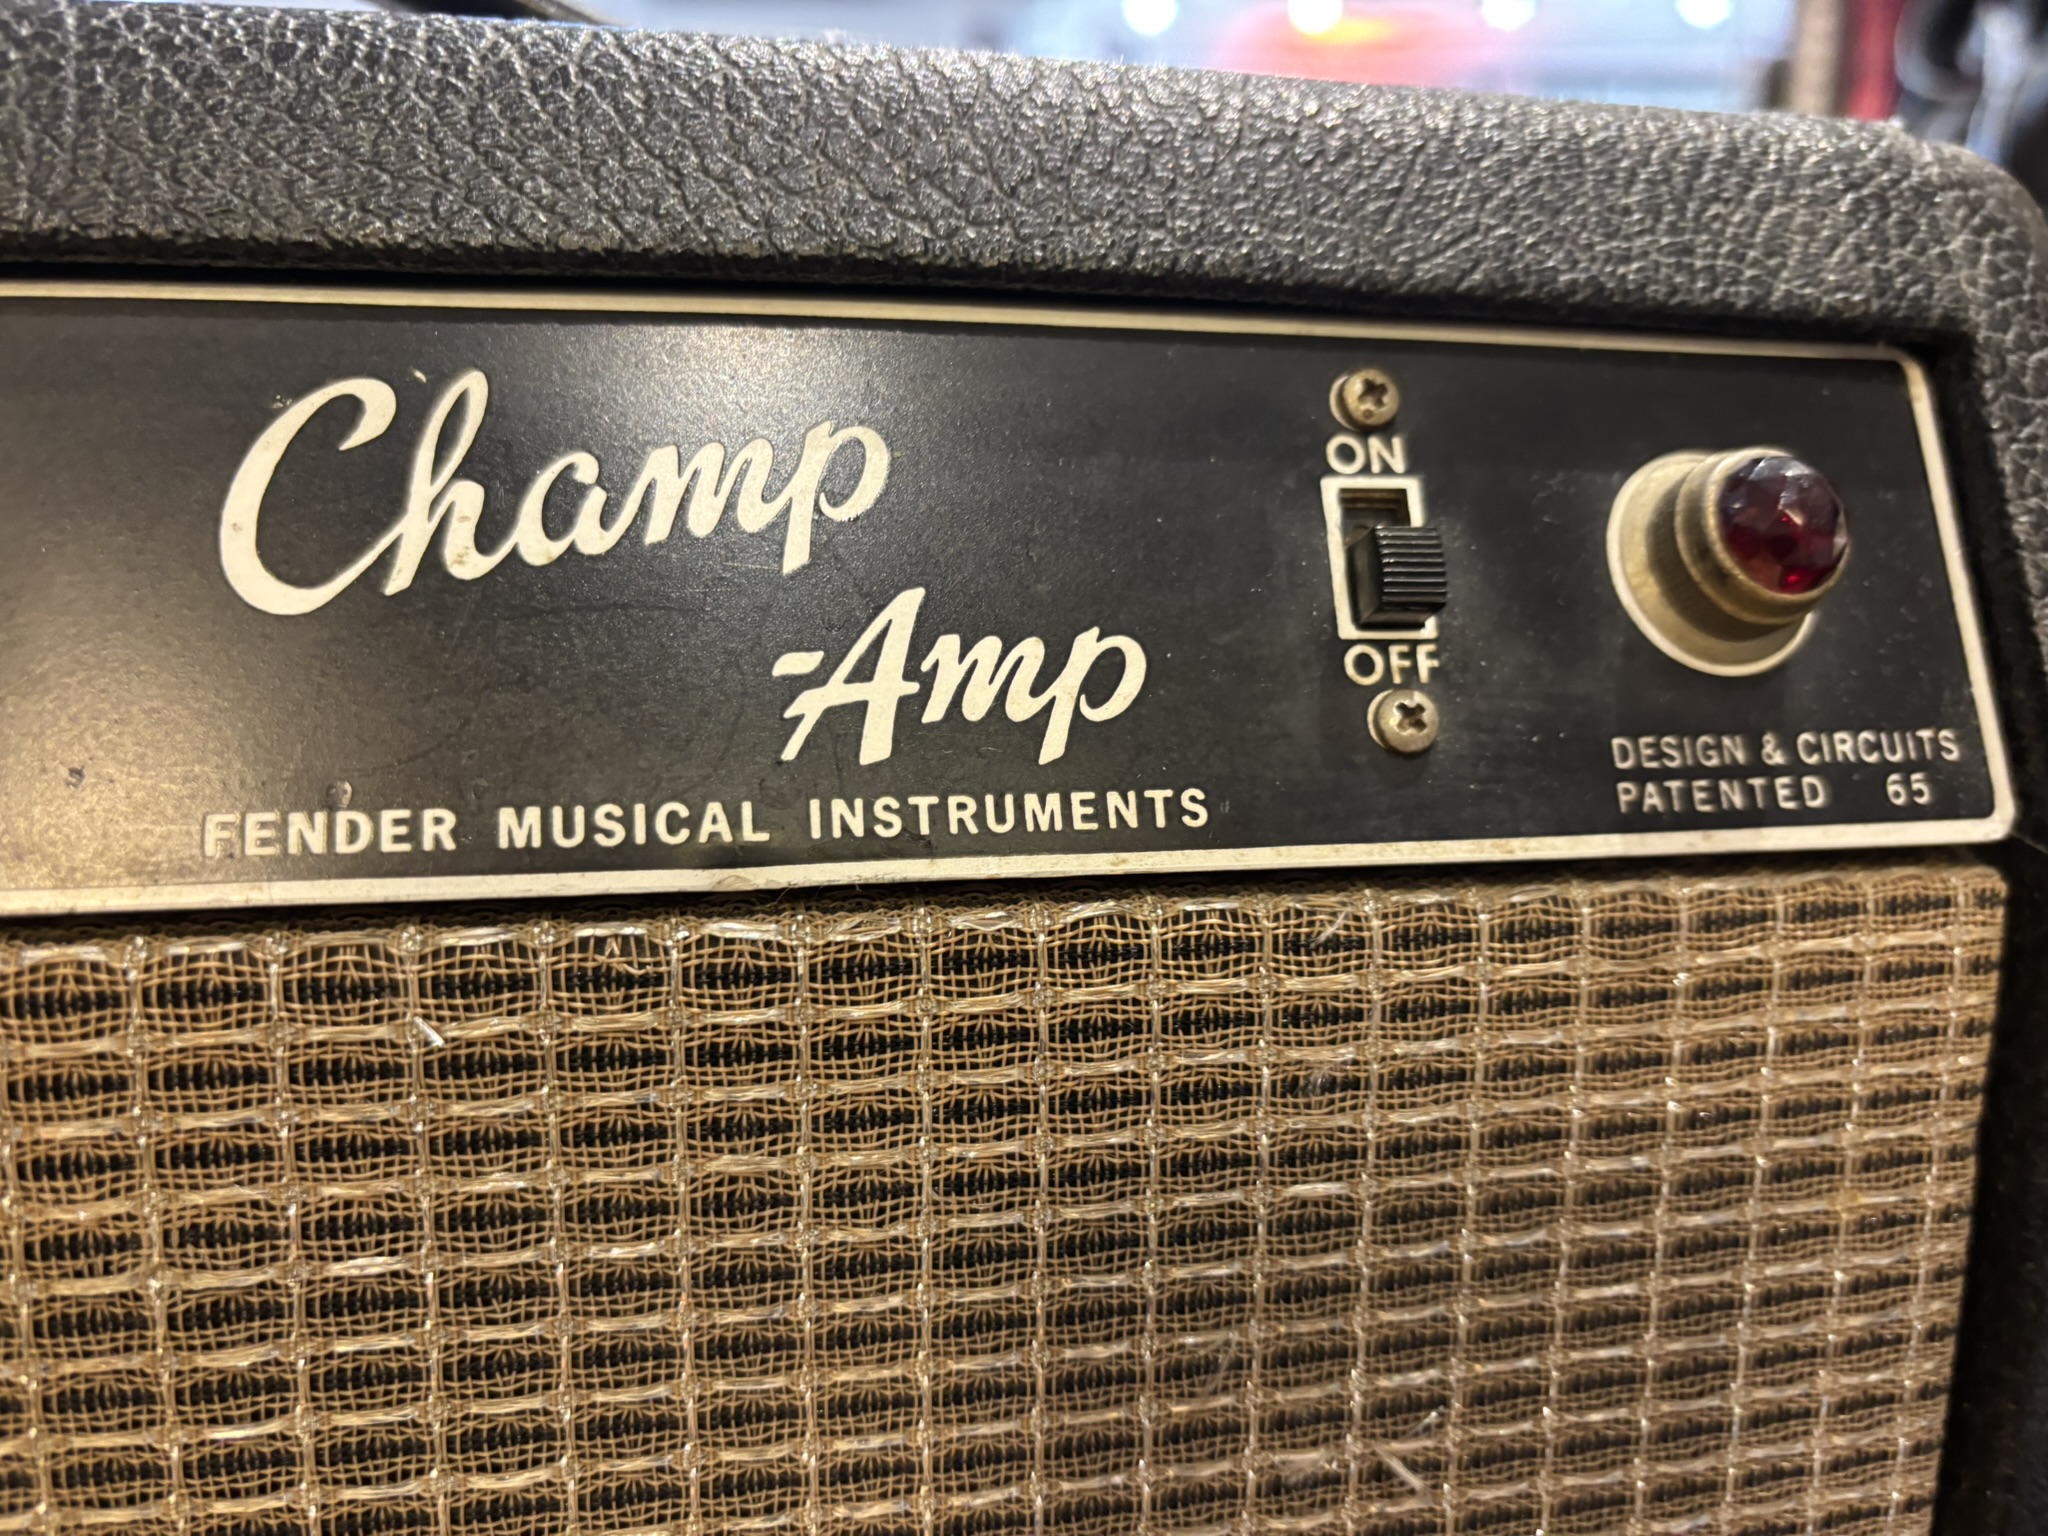 Champ
-Amp
FENDER MUSICAL INSTRUMENTS
ON
OFF
DESIGN & CIRCUITS
PATENTED 65